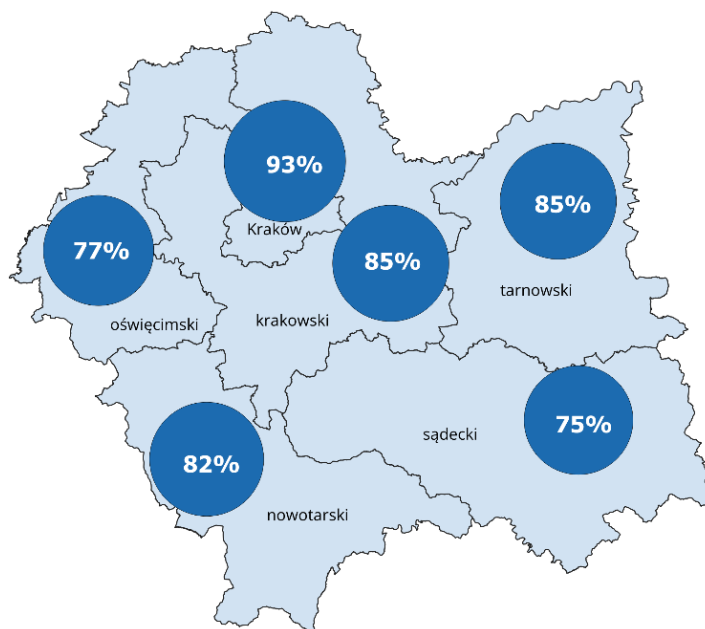 93%
Kraków
85%
tarnowski
77%
oświęcimski
85%
krakowski
75%
sądecki
82%
nowotarski